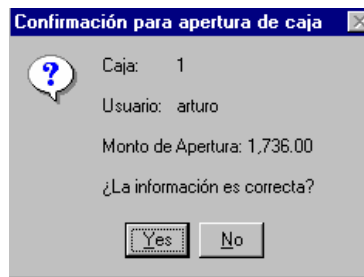 Confirmación para apertura de caja
Caja: 1
Usuario: arturo
Monto de Apertura: 1,736.00
¿La información es correcta?
Yes No